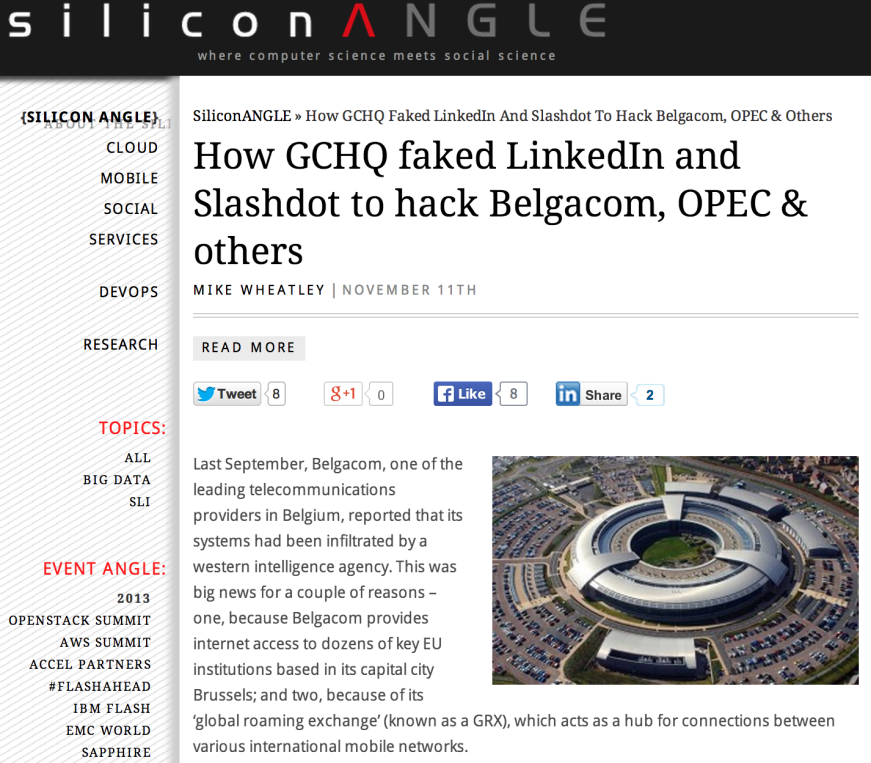 siliconANGLE
where computer science meets social science
{SILICON ANGLE}
ABOUT THE SILI
CLOUD
MOBILE
SOCIAL
SERVICES
DEVOPS
RESEARCH
TOPICS:
ALL
BIG DATA
SLI
EVENT ANGLE:
2013
OPENSTACK SUMMIT
AWS SUMMIT
ACCEL PARTNERS
#FLASHAHEAD
IBM FLASH
EMC WORLD
SAPPHIRE
SiliconANGLE » How GCHQ Faked LinkedIn And Slashdot To Hack Belgacom, OPEC & Others
How GCHQ faked LinkedIn and
Slashdot to hack Belgacom, OPEC &
others
MIKE WHEATLEY | NOVEMBER 11TH
READ MORE
Tweet 8 g+1 0 Like 8 in Share 2
Last September, Belgacom, one of the
leading telecommunications
providers in Belgium, reported that its
systems had been infiltrated by a
western intelligence agency. This was
big news for a couple of reasons –
one, because Belgacom provides
internet access to dozens of key EU
institutions based in its capital city
Brussels; and two, because of its
‘global roaming exchange’ (known as a GRX), which acts as a hub for connections between
various international mobile networks.